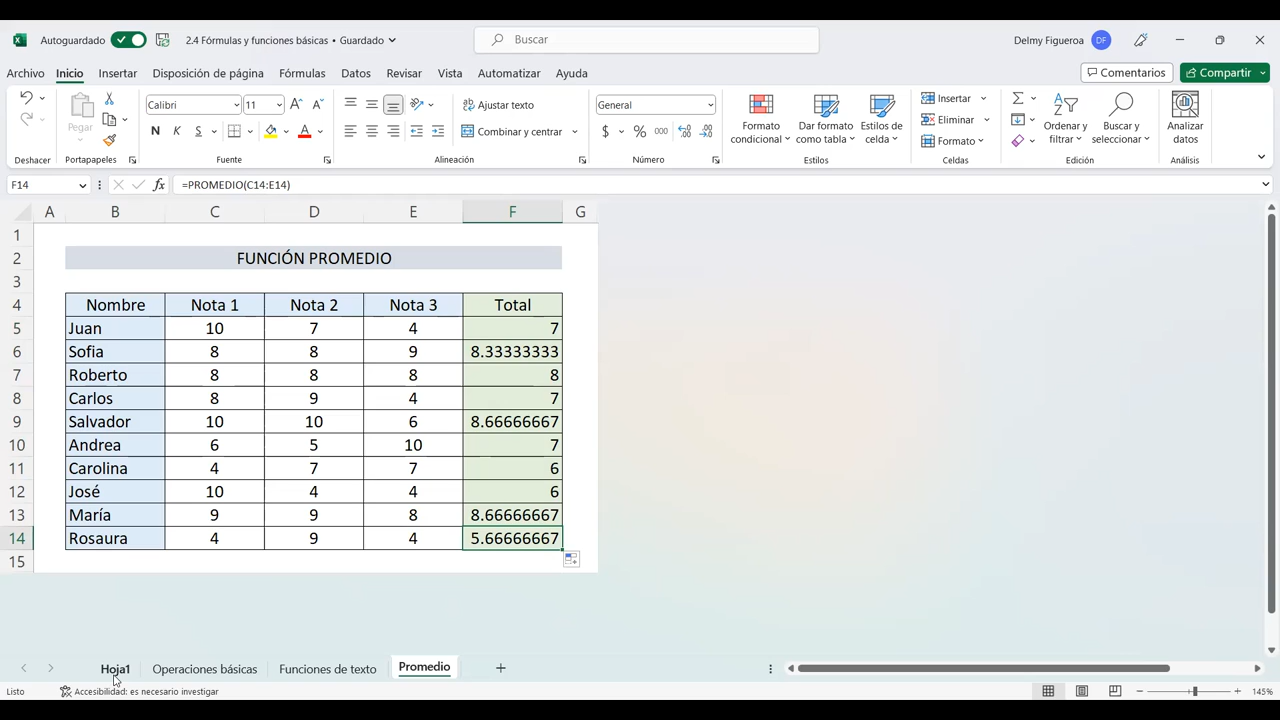 Autoguardado 2.4 Fórmulas y funciones básicas • Guardado Buscar Delmy Figueroa DF
Archivo Inicio Insertar Disposición de página Fórmulas Datos Revisar Vista Automatizar Ayuda Comentarios Compartir
Pegar Calibri 11 Ajustar texto General Formato condicional Dar formato como tabla Estilos de celda Insertar Ordenar y filtrar Buscar y seleccionar Analizar datos
N K S A Combinar y centrar $ % 000 Eliminar
Formato
Deshacer Portapapeles Fuente Alineación Número Estilos Celdas Edición Análisis
F14 fx =PROMEDIO(C14:E14)
A B C D E F G
1
2 FUNCIÓN PROMEDIO
3
4 Nombre Nota 1 Nota 2 Nota 3 Total
5 Juan 10 7 4 7
6 Sofia 8 8 9 8.33333333
7 Roberto 8 8 8 8
8 Carlos 8 9 4 7
9 Salvador 10 10 6 8.66666667
10 Andrea 6 5 10 7
11 Carolina 4 7 7 6
12 José 10 4 4 6
13 María 9 9 8 8.66666667
14 Rosaura 4 9 4 5.66666667
15
Hoja1 Operaciones básicas Funciones de texto Promedio
Listo Accesibilidad: es necesario investigar 145%